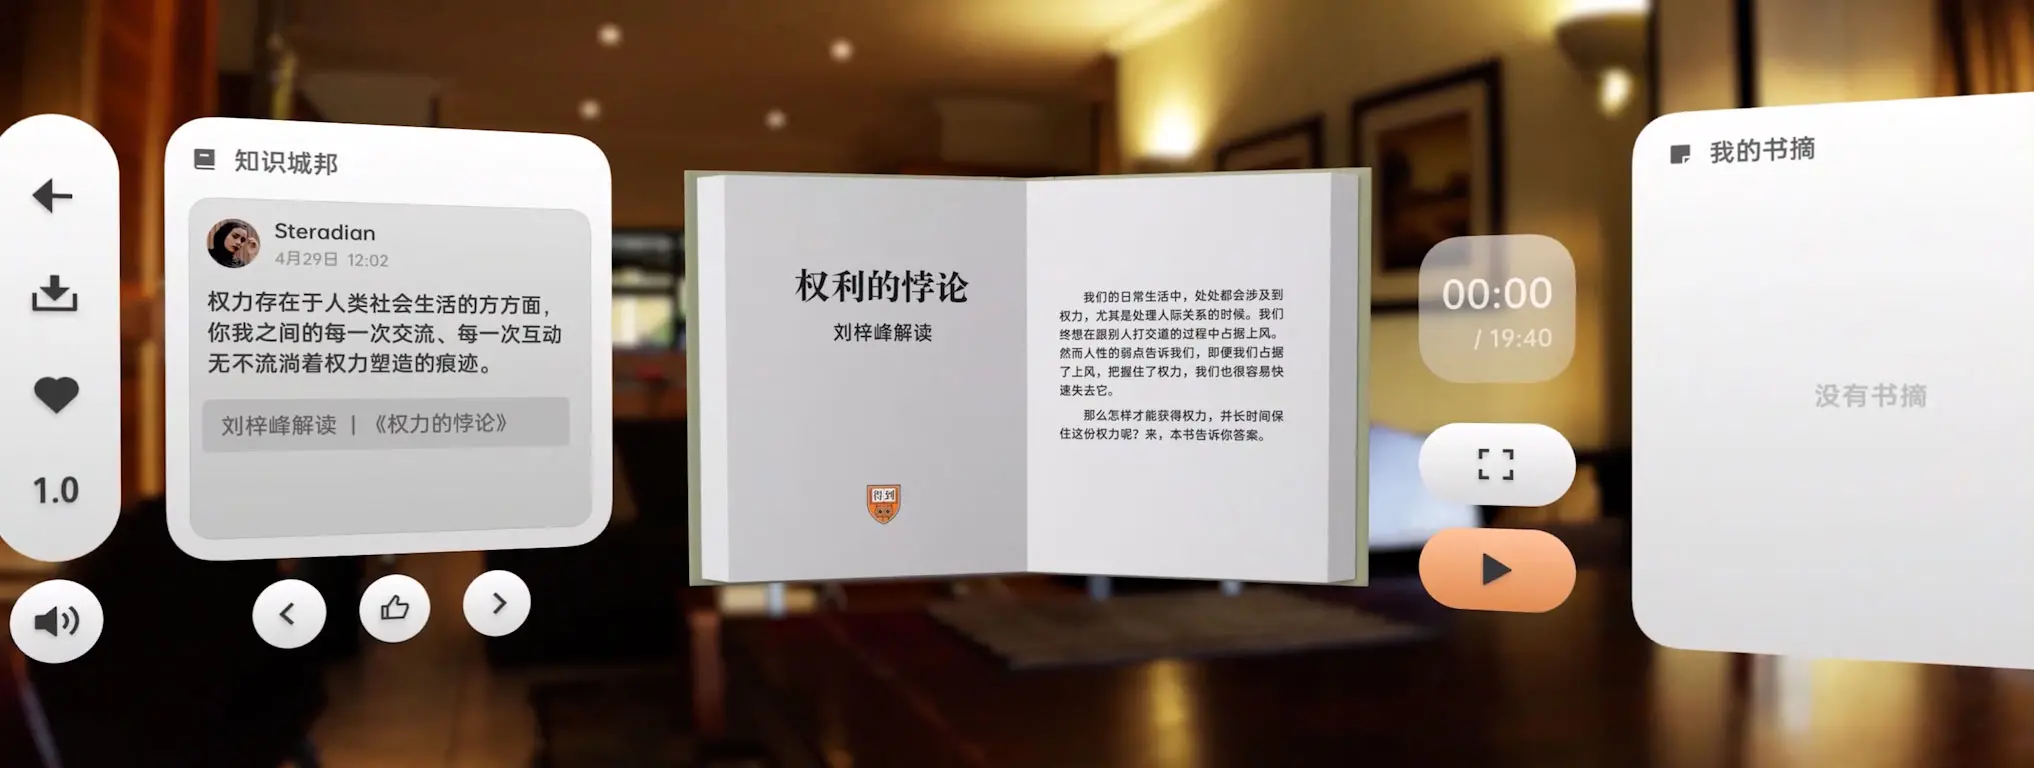 知识城邦
Steradian
4月29日 12:02
权力存在于人类社会生活的方方面，
你我之间的每一次交流、每一次互动
无不流淌着权力塑造的痕迹。
刘梓峰解读 | 《权力的悖论》
1.0
权利的悖论
刘梓峰解读
得到
我们的日常生活中，处处都会涉及到
权力，尤其是处理人际关系的时候。我们
终想在跟别人打交道的过程中占据上风。
然而人性的弱点告诉我们，即便我们占据
了上风，把握住了权力，我们也很容易快
速失去它。
那么怎样才能获得权力，并长时间保
住这份权力呢？来，本书告诉你答案。
00:00
/ 19:40
我的书摘
没有书摘